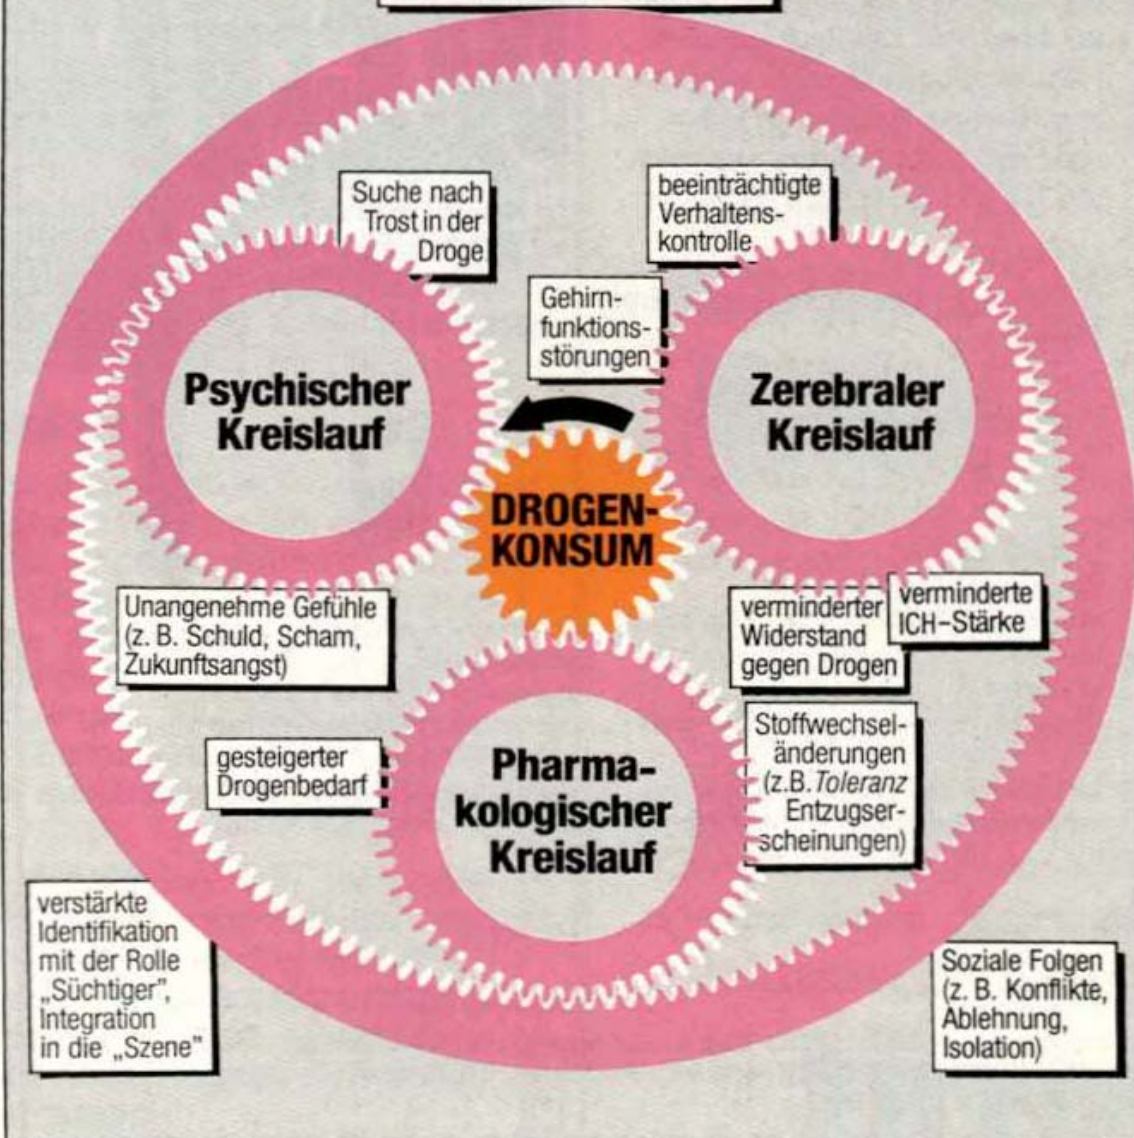 Suche nach
Trost in der
Droge
beeinträchtigte
Verhaltens-
kontrolle
Gehirn-
funktions-
störungen
Psychischer
Kreislauf
Zerebraler
Kreislauf
DROGEN-
KONSUM
Unangenehme Gefühle
(z. B. Schuld, Scham,
Zukunftsangst)
verminderter
Widerstand
gegen Drogen
verminderte
ICH-Stärke
gesteigerter
Drogenbedarf
Pharma-
kologischer
Kreislauf
Stoffwechsel-
änderungen
(z.B. Toleranz
Entzugser-
scheinungen)
verstärkte
Identifikation
mit der Rolle
„Süchtiger”,
Integration
in die „Szene”
Soziale Folgen
(z. B. Konflikte,
Ablehnung,
Isolation)